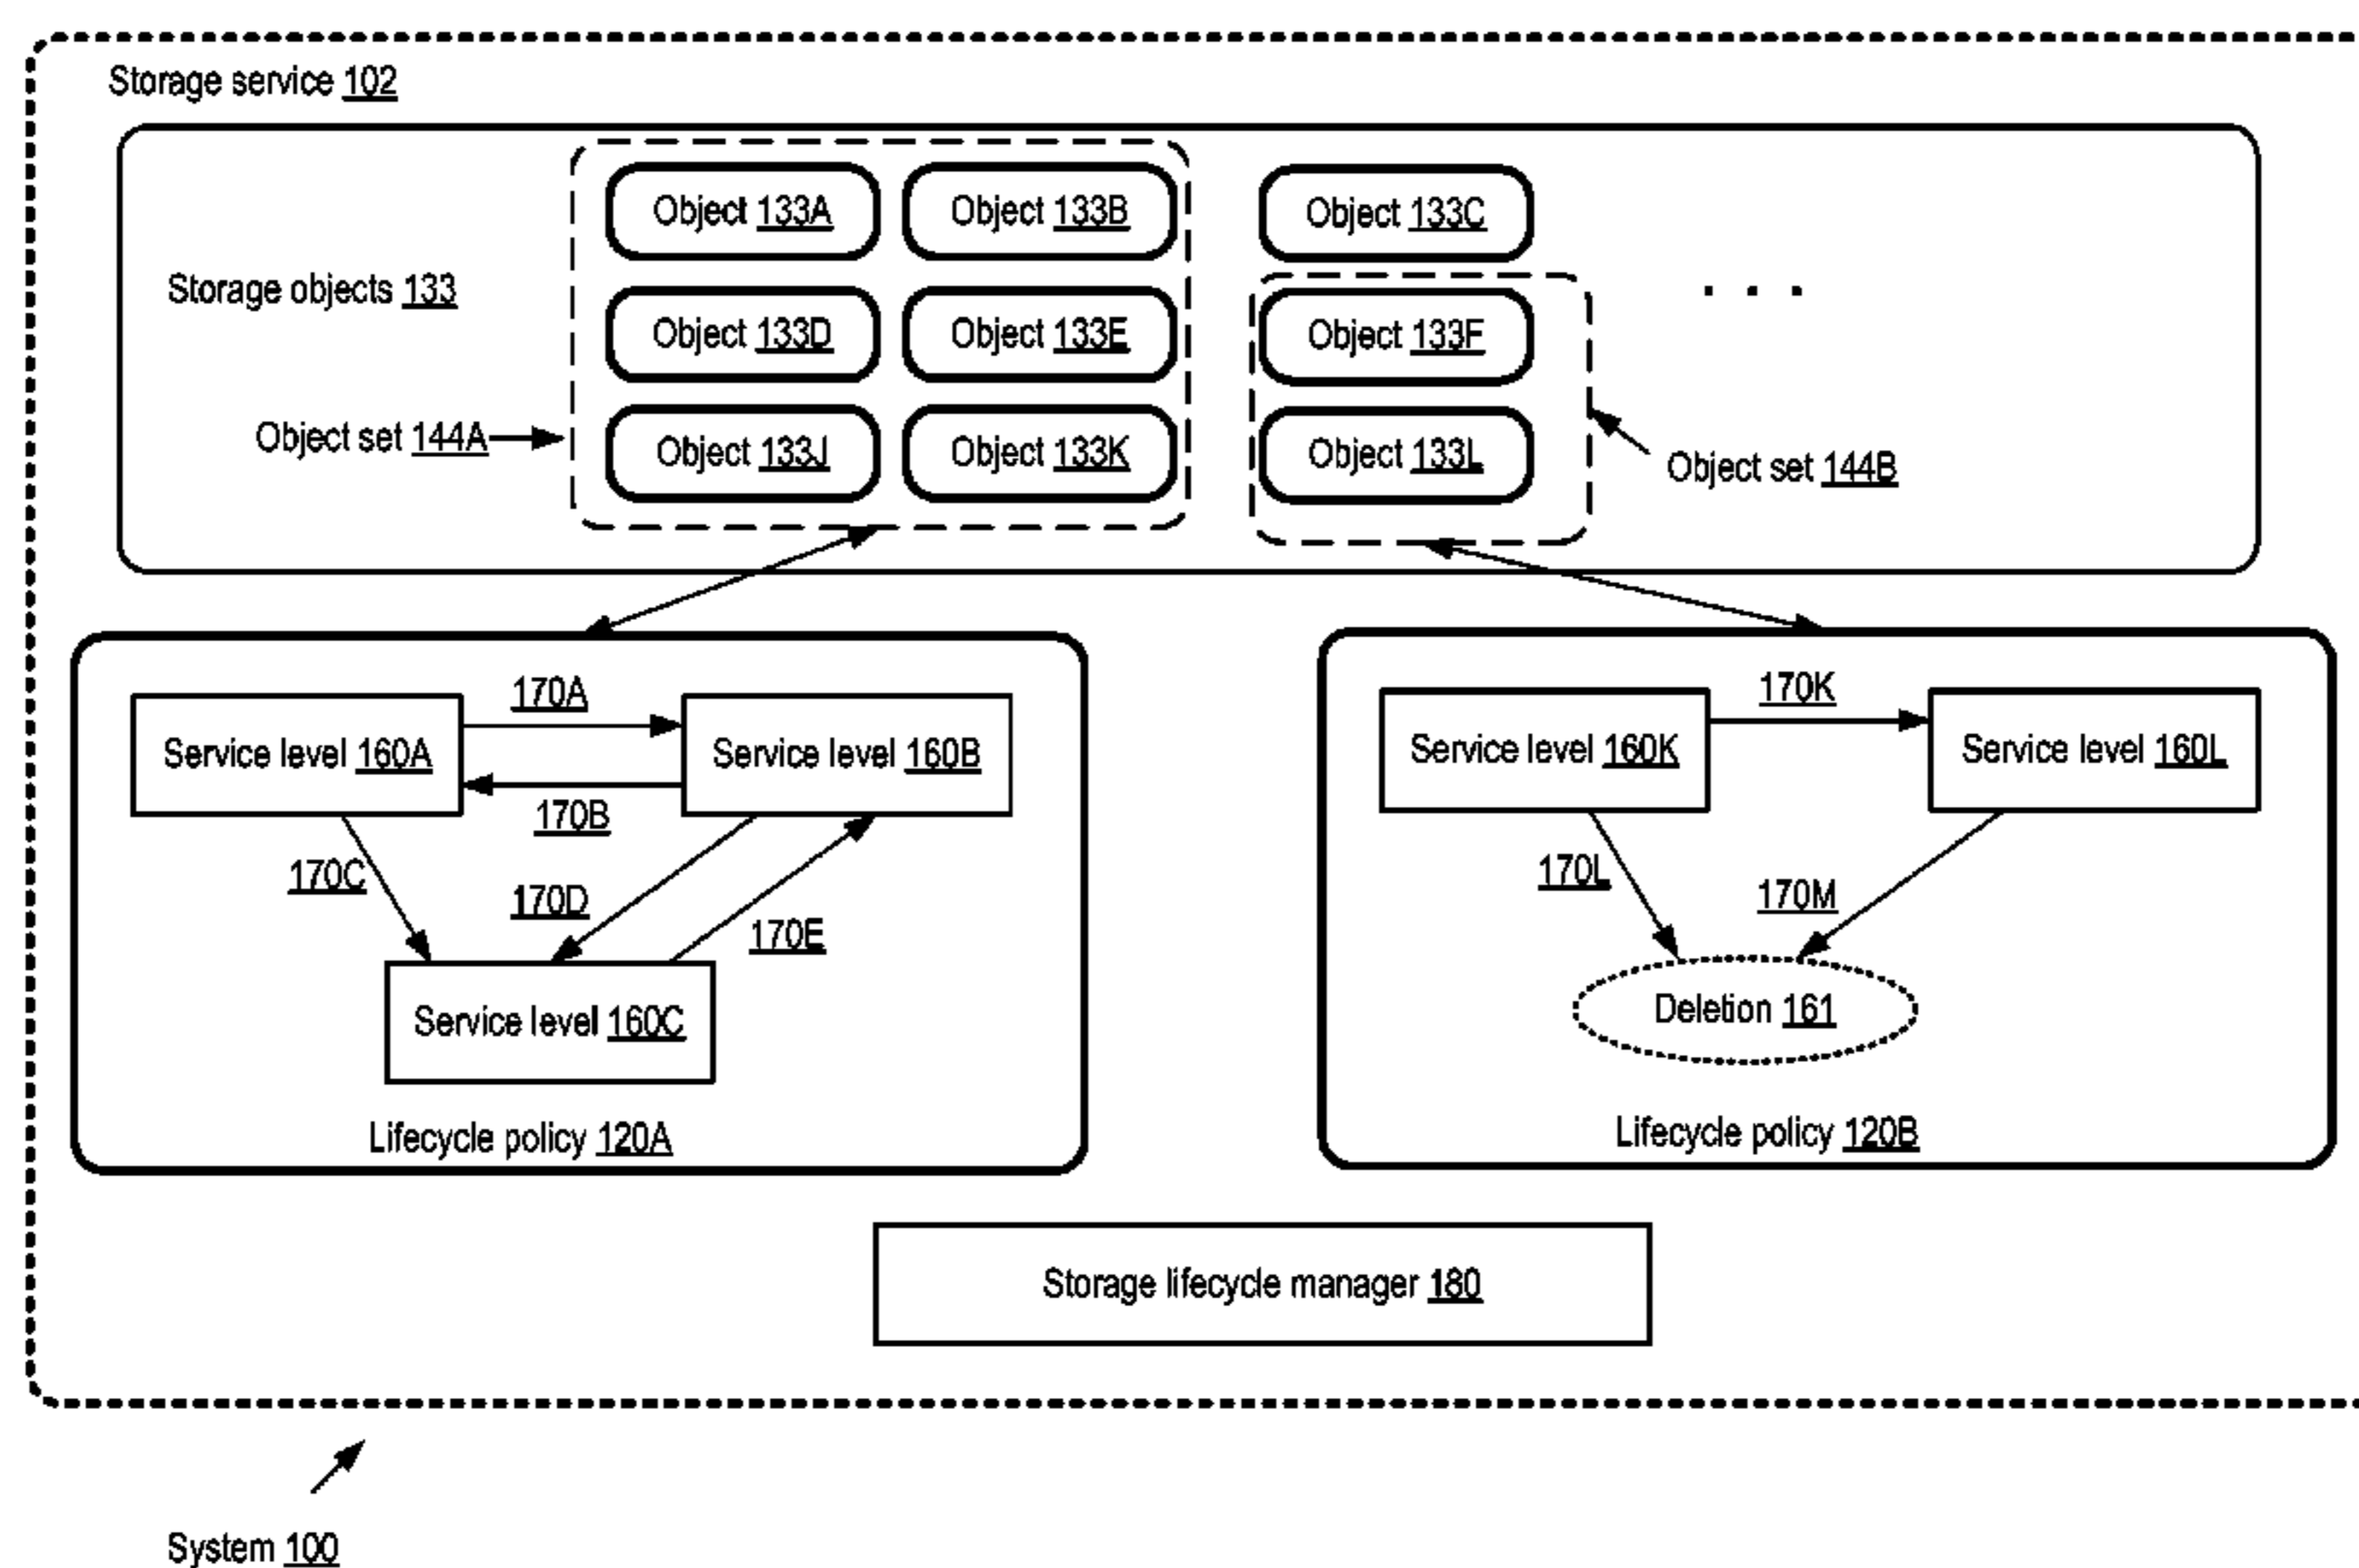 Storage service 102
Object 133A
Object 133B
Object 133C
Storage objects 133
. . .
Object 133D
Object 133E
Object 133F
Object set 144A
Object 133J
Object 133K
Object 133L
Object set 144B
170A
Service level 160A
Service level 160B
170B
170C
170D
170E
Service level 160C
Lifecycle policy 120A
170K
Service level 160K
Service level 160L
170L
170M
Deletion 161
Lifecycle policy 120B
Storage lifecycle manager 180
System 100